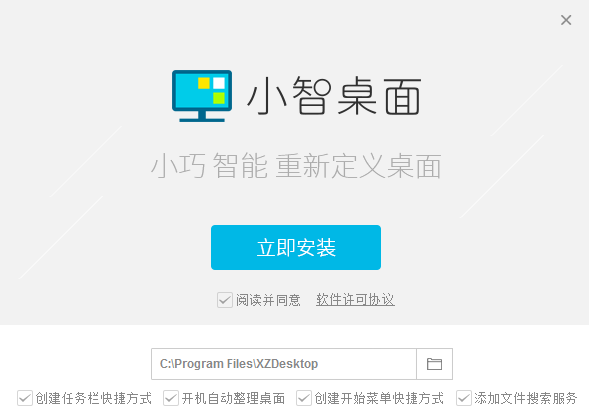 小智桌面
小巧 智能 重新定义桌面
立即安装
阅读并同意 软件许可协议
C:\Program Files\XZDesktop
创建任务栏快捷方式 开机自动整理桌面 创建开始菜单快捷方式 添加文件搜索服务